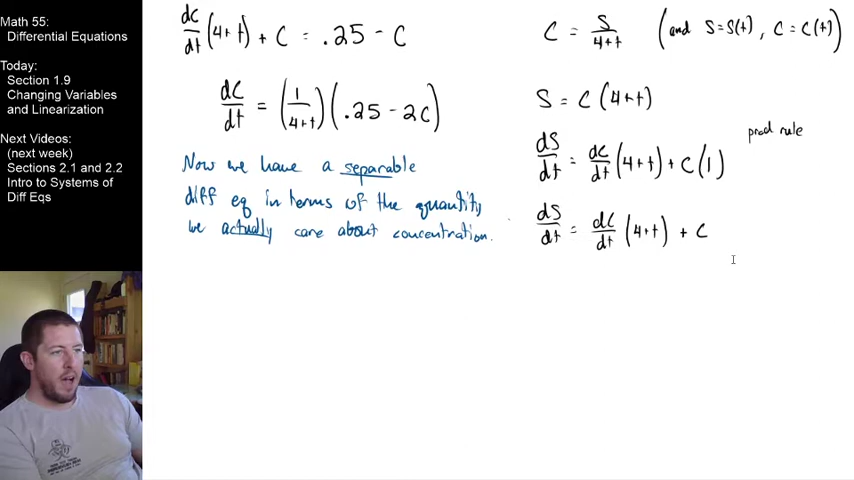 Math 55:
Differential Equations
Today:
Section 1.9
Changing Variables
and Linearization
Next Videos:
(next week)
Sections 2.1 and 2.2
Intro to Systems of
Diff Eqs
dC/dt (4+t) + C = .25 - C
dC/dt = (1/4+t) (.25 - 2C)
Now we have a separable
diff eq in terms of the quantity
we actually care about concentration.
C = S/4+t (and S=S(t), C=C(t))
S = C (4+t)
prod rule
dS/dt = dC/dt (4+t) + C(1)
dS/dt = dC/dt (4+t) + C